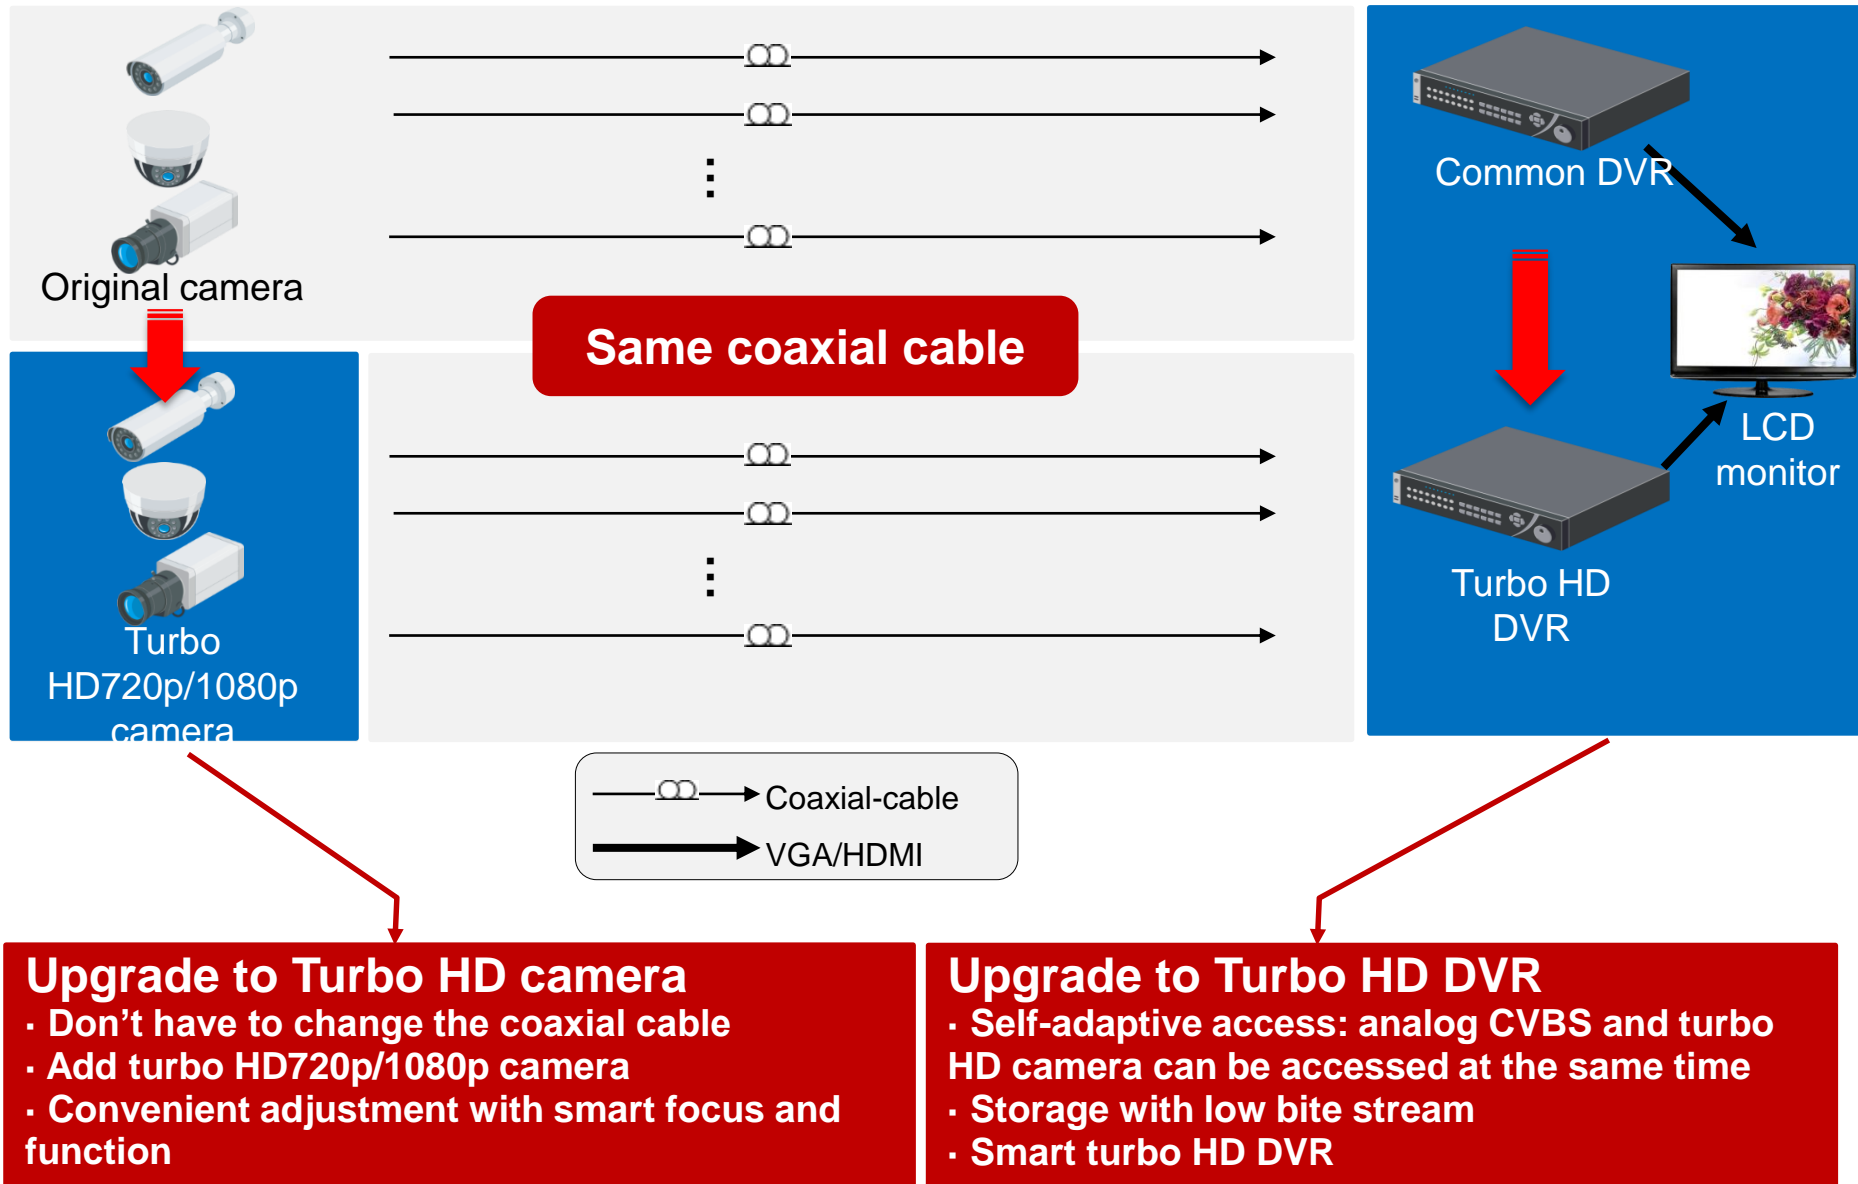 Original camera
Common DVR
Same coaxial cable
LCD
monitor
Turbo
HD720p/1080p
camera
Turbo HD
DVR
Coaxial-cable
VGA/HDMI
Upgrade to Turbo HD camera
· Don’t have to change the coaxial cable
· Add turbo HD720p/1080p camera
· Convenient adjustment with smart focus and
function
Upgrade to Turbo HD DVR
· Self-adaptive access: analog CVBS and turbo
HD camera can be accessed at the same time
· Storage with low bite stream
· Smart turbo HD DVR